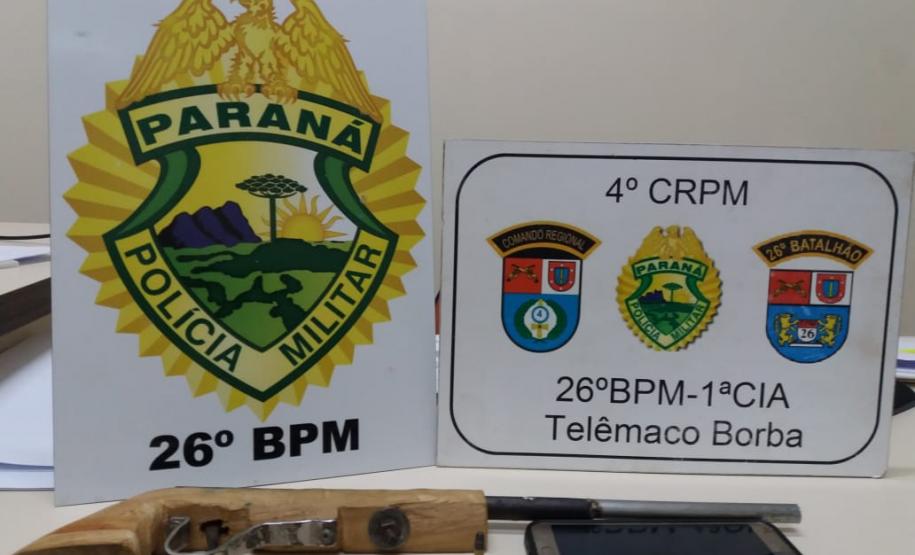 PARANÁ
POLÍCIA MILITAR
26º BPM
4º CRPM
COMANDO REGIONAL
4
PARANÁ
POLÍCIA MILITAR
26º BATALHÃO
26
26ºBPM-1ªCIA
Telêmaco Borba